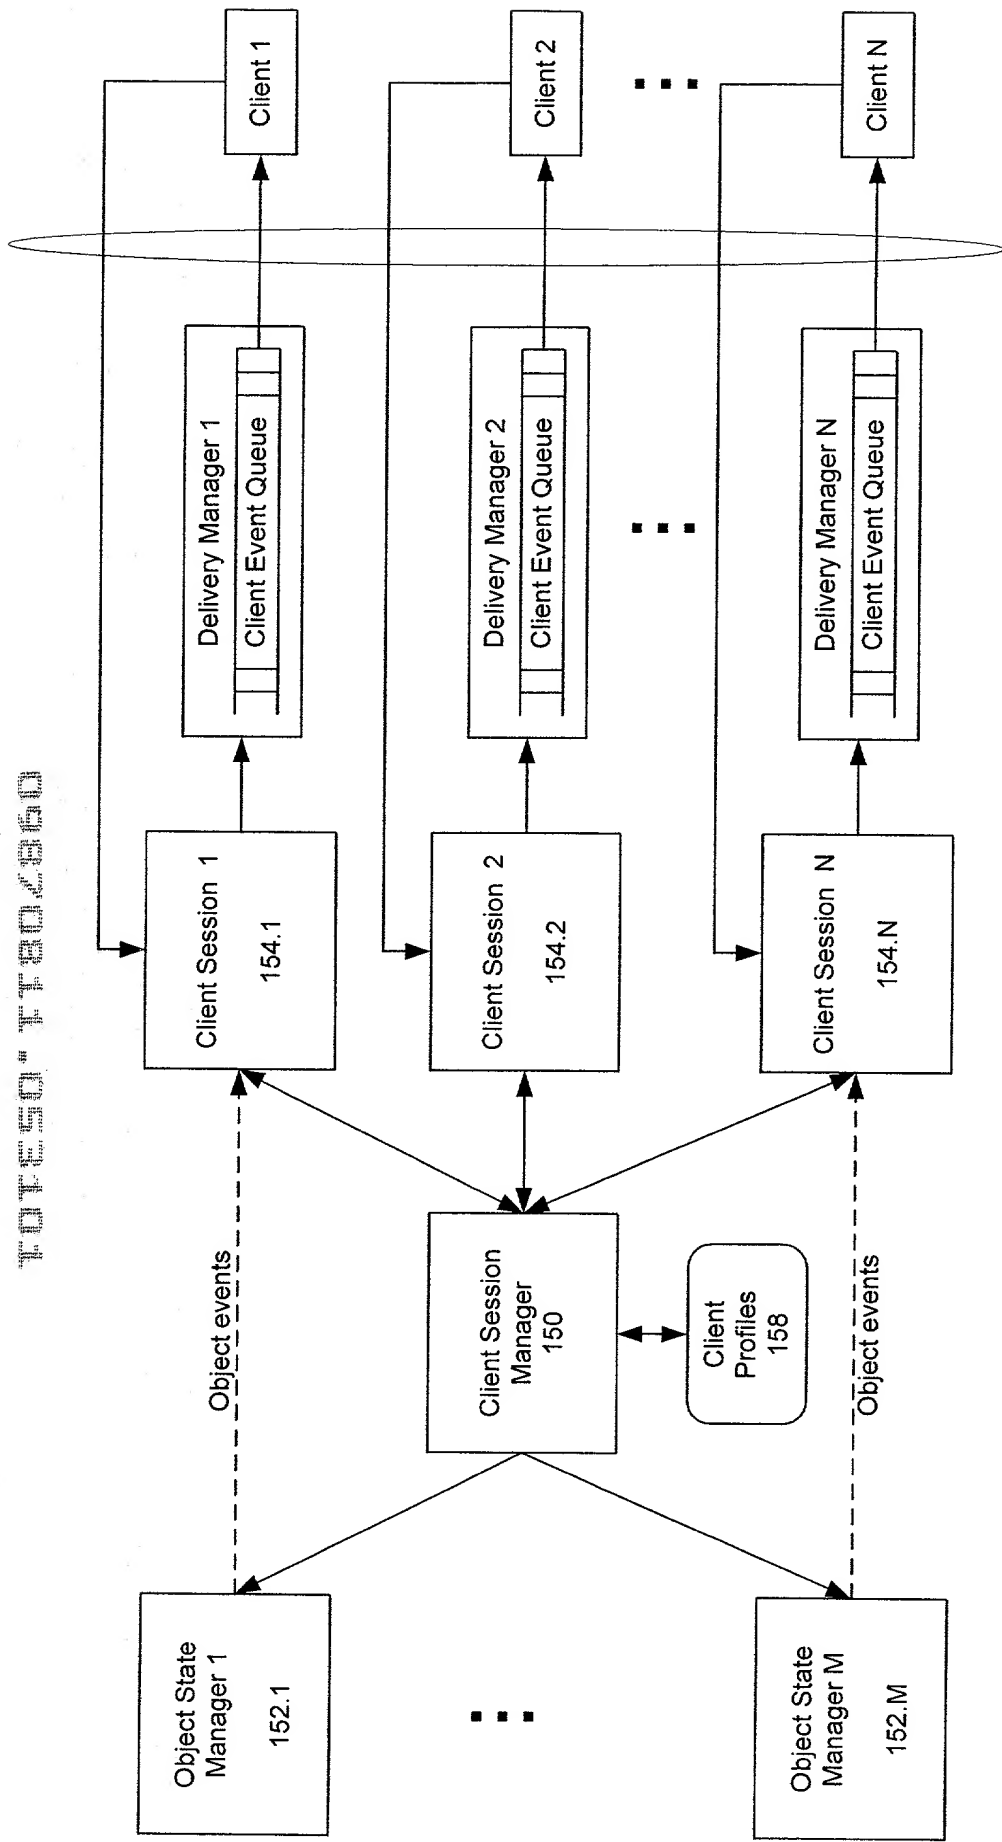 Object State
Manager 1
152.1
Object State
Manager M
152.M
Object events
Client Session
Manager
150
Client
Profiles
158
Object events
Client Session 1
154.1
Client Session 2
154.2
Client Session N
154.N
Delivery Manager 1
Client Event Queue
Delivery Manager 2
Client Event Queue
Delivery Manager N
Client Event Queue
Client 1
Client 2
Client N